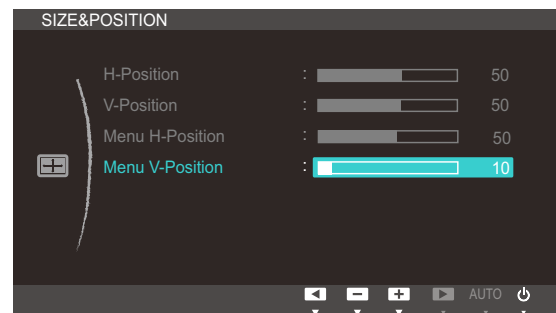 SIZE&POSITION
H-Position : 50
V-Position : 50
Menu H-Position : 50
Menu V-Position : 10
AUTO